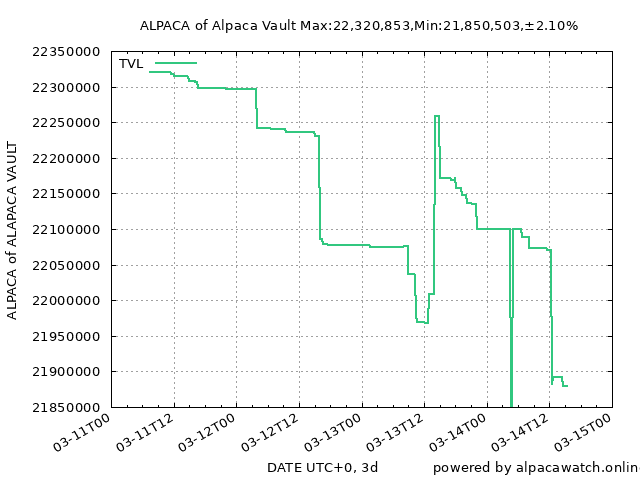 ALPACA of Alpaca Vault Max:22,320,853,Min:21,850,503,±2.10%
TVL
22350000
22300000
22250000
22200000
22150000
22100000
22050000
22000000
21950000
21900000
21850000
ALPACA of ALAPACA VAULT
03-11T00
03-11T12
03-12T00
03-12T12
03-13T00
03-13T12
03-14T00
03-14T12
03-15T00
DATE UTC+0, 3d
powered by alpacawatch.online